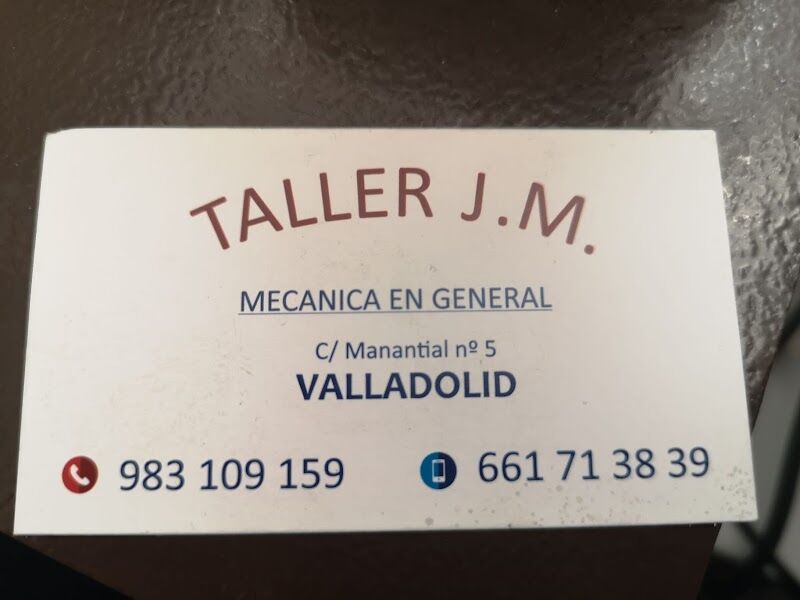 TALLER J.M.
MECANICA EN GENERAL
C/ Manantial nº 5
VALLADOLID
983 109 159 661 71 38 39